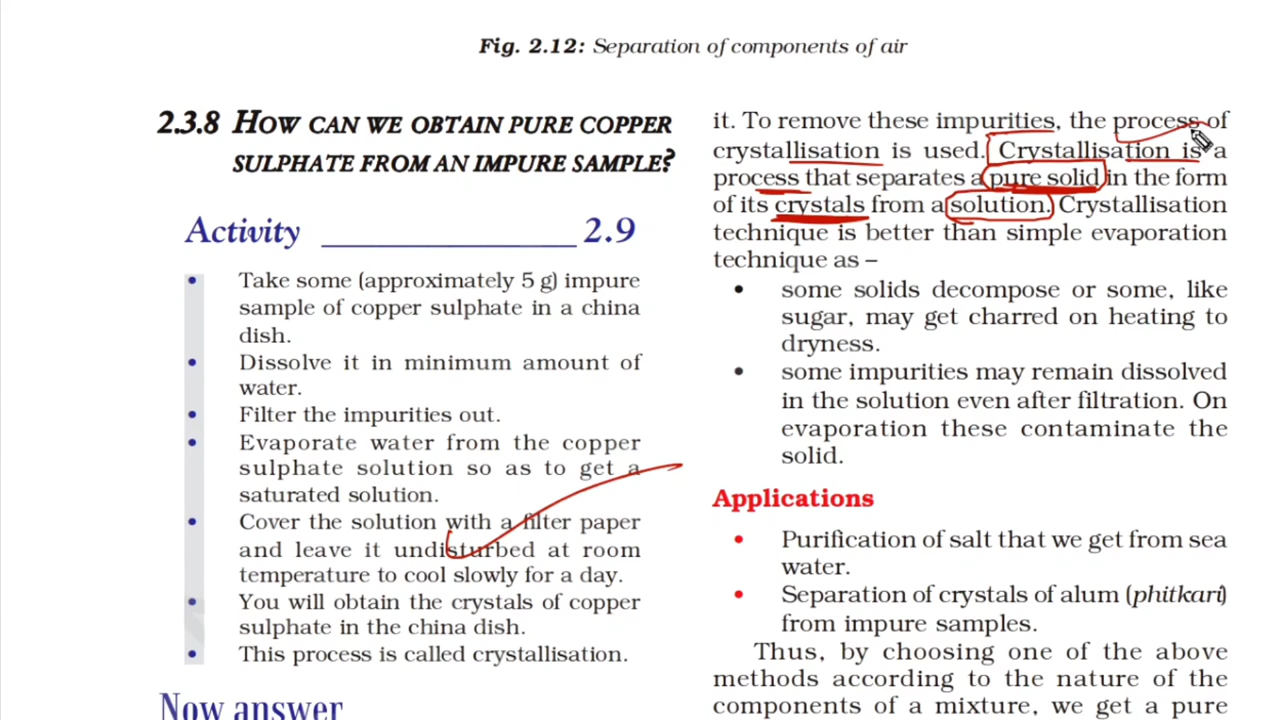 Fig. 2.12: Separation of components of air
2.3.8 HOW CAN WE OBTAIN PURE COPPER
SULPHATE FROM AN IMPURE SAMPLE?
Activity ______________ 2.9
• Take some (approximately 5 g) impure
sample of copper sulphate in a china
dish.
• Dissolve it in minimum amount of
water.
• Filter the impurities out.
• Evaporate water from the copper
sulphate solution so as to get a
saturated solution.
• Cover the solution with a filter paper
and leave it undisturbed at room
temperature to cool slowly for a day.
• You will obtain the crystals of copper
sulphate in the china dish.
• This process is called crystallisation.
Now answer
it. To remove these impurities, the process of
crystallisation is used. Crystallisation is a
process that separates a pure solid in the form
of its crystals from a solution. Crystallisation
technique is better than simple evaporation
technique as –
• some solids decompose or some, like
sugar, may get charred on heating to
dryness.
• some impurities may remain dissolved
in the solution even after filtration. On
evaporation these contaminate the
solid.
Applications
• Purification of salt that we get from sea
water.
• Separation of crystals of alum (phitkari)
from impure samples.
Thus, by choosing one of the above
methods according to the nature of the
components of a mixture, we get a pure